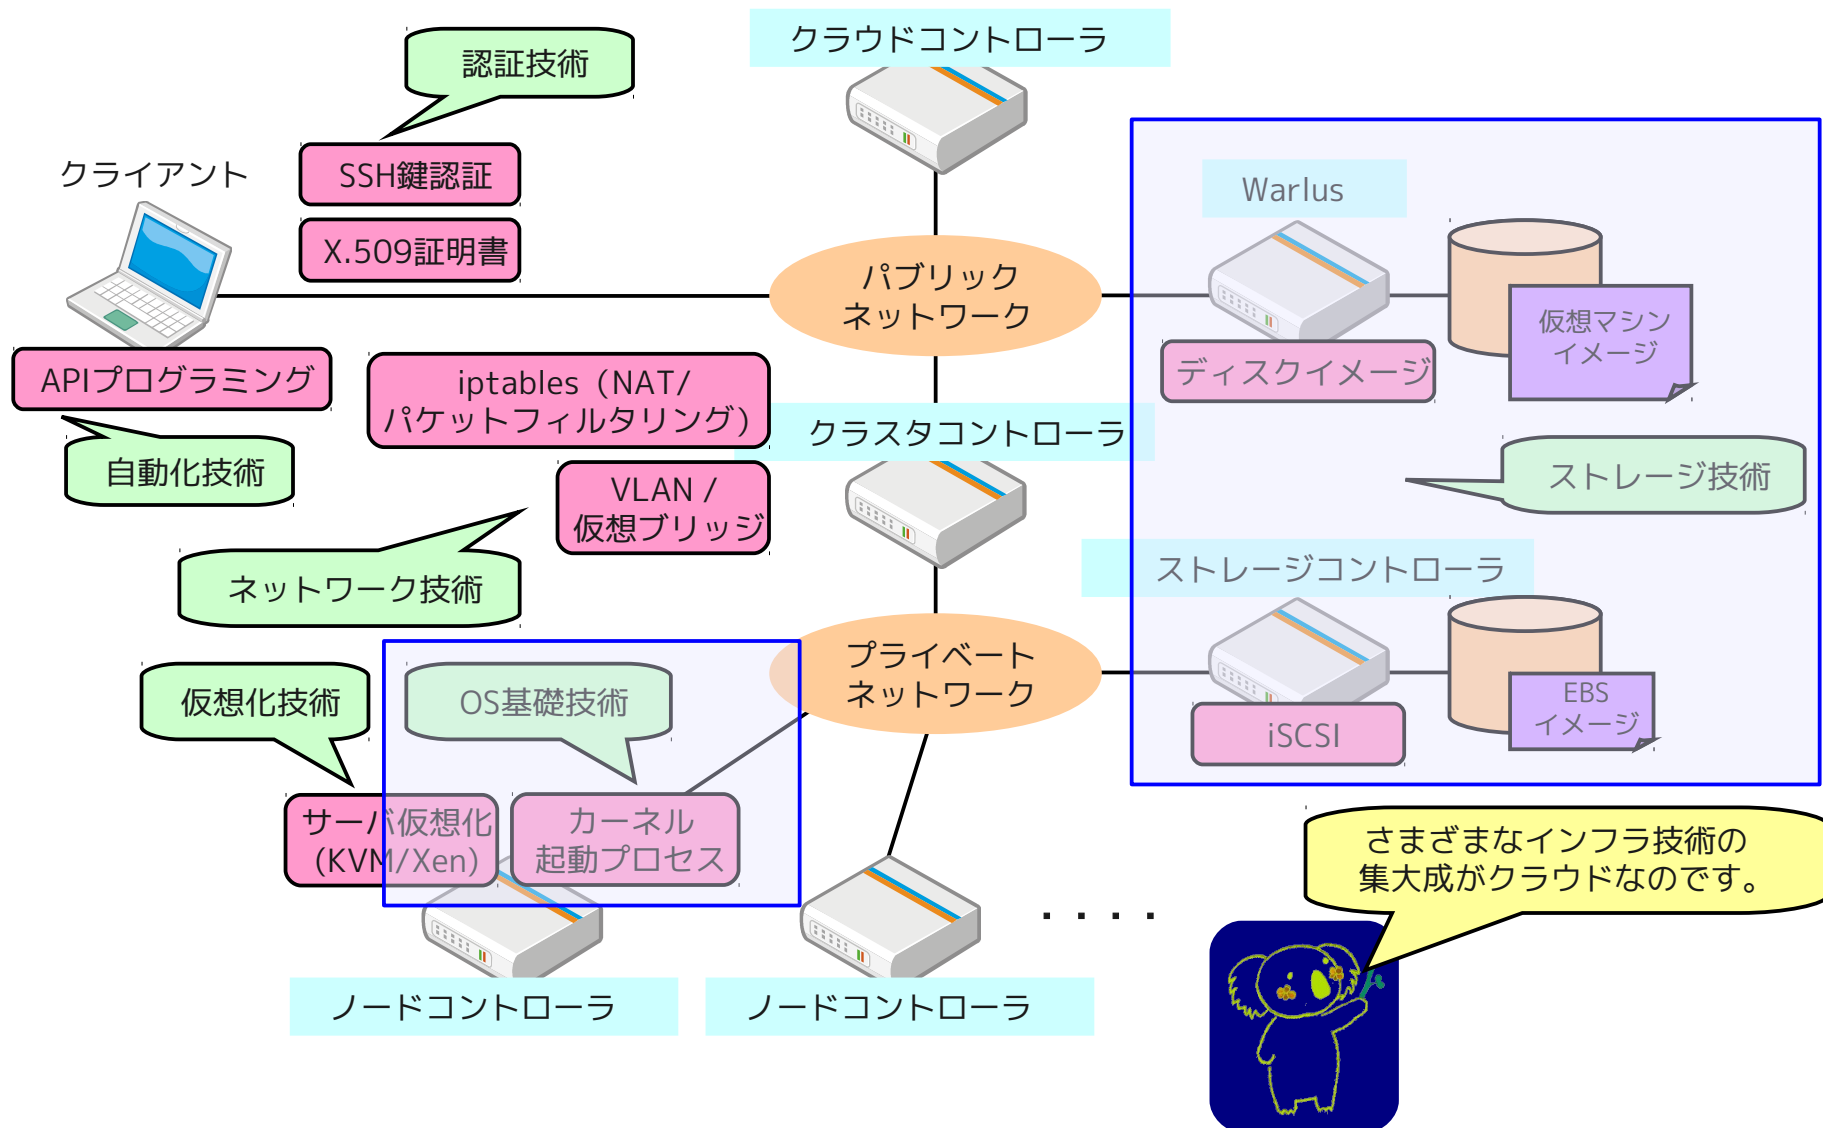 クラウドコントローラ
認証技術
クライアント
SSH鍵認証
X.509証明書
Warlus
パブリック
ネットワーク
仮想マシン
イメージ
ディスクイメージ
APIプログラミング
iptables（NAT/
パケットフィルタリング）
クラスタコントローラ
自動化技術
VLAN /
仮想ブリッジ
ストレージ技術
ネットワーク技術
ストレージコントローラ
プライベート
ネットワーク
仮想化技術
OS基礎技術
EBS
イメージ
iSCSI
サーバ仮想化
(KVM/Xen)
カーネル
起動プロセス
さまざまなインフラ技術の
集大成がクラウドなのです。
・・・・
ノードコントローラ
ノードコントローラ